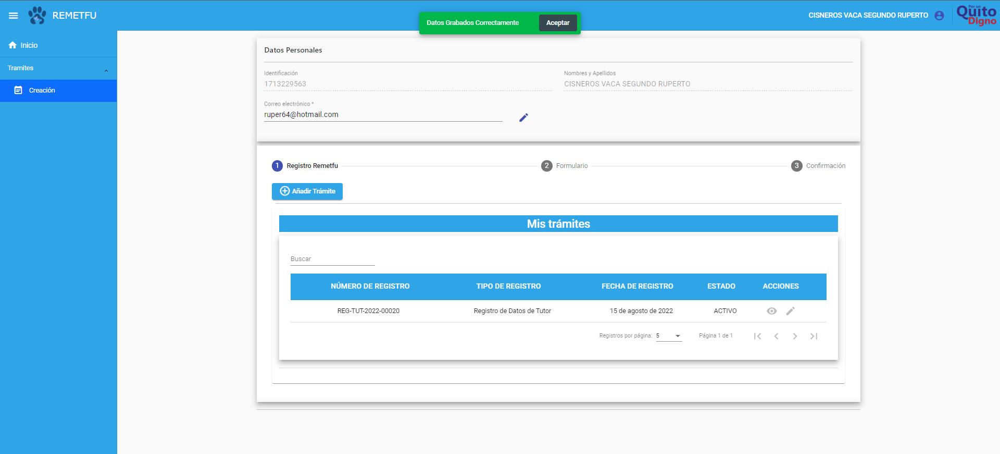 REMETFU
Datos Grabados Correctamente
Aceptar
CISNEROS VACA SEGUNDO RUPERTO
Por un
Quito
Digno
Inicio
Tramites
Creación
Datos Personales
Identificación
1713229563
Nombres y Apellidos
CISNEROS VACA SEGUNDO RUPERTO
Correo electrónico *
ruper64@hotmail.com
1 Registro Remetfu
2 Formulario
3 Confirmación
Añadir Trámite
Mis trámites
Buscar
NÚMERO DE REGISTRO TIPO DE REGISTRO FECHA DE REGISTRO ESTADO ACCIONES
REG-TUT-2022-00020 Registro de Datos de Tutor 15 de agosto de 2022 ACTIVO
Registros por página: 5 Página 1 de 1